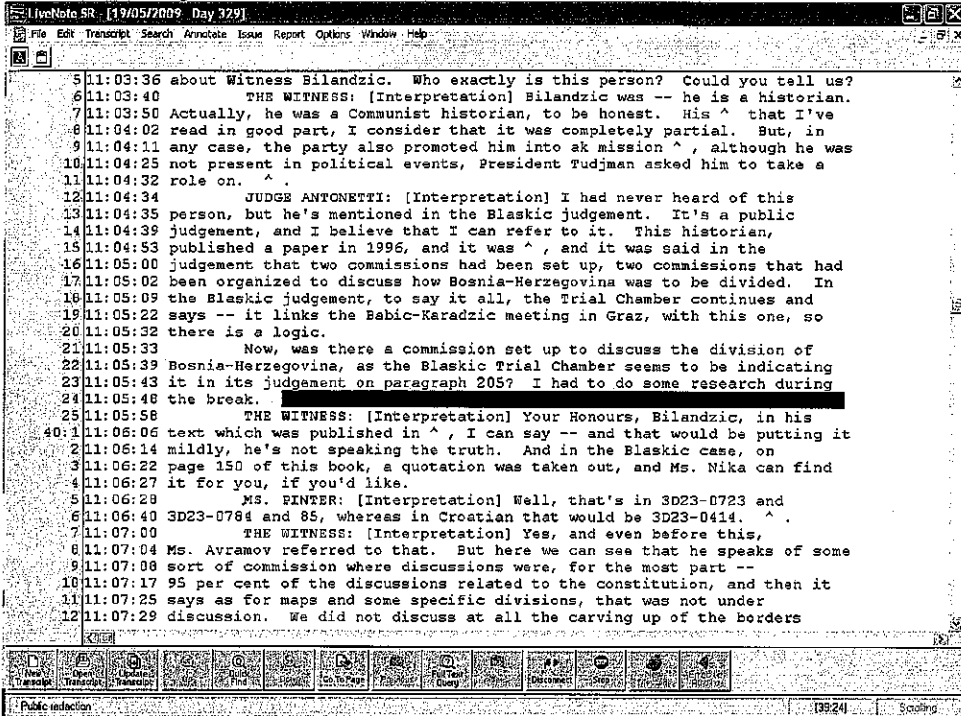 LiveNote SR - [19/05/2009 Day 329]
File Edit Transcript Search Annotate Issue Report Options Window Help
5 11:03:36 about Witness Bilandzic. Who exactly is this person? Could you tell us?
6 11:03:40 THE WITNESS: [Interpretation] Bilandzic was -- he is a historian.
7 11:03:50 Actually, he was a Communist historian, to be honest. His ^ that I've
8 11:04:02 read in good part, I consider that it was completely partial. But, in
9 11:04:11 any case, the party also promoted him into ak mission ^ , although he was
10 11:04:25 not present in political events, President Tudjman asked him to take a
11 11:04:32 role on. ^ .
12 11:04:34 JUDGE ANTONETTI: [Interpretation] I had never heard of this
13 11:04:35 person, but he's mentioned in the Blaskic judgement. It's a public
14 11:04:39 judgement, and I believe that I can refer to it. This historian,
15 11:04:53 published a paper in 1996, and it was ^ , and it was said in the
16 11:05:00 judgement that two commissions had been set up, two commissions that had
17 11:05:02 been organized to discuss how Bosnia-Herzegovina was to be divided. In
18 11:05:09 the Blaskic judgement, to say it all, the Trial Chamber continues and
19 11:05:22 says -- it links the Babic-Karadzic meeting in Graz, with this one, so
20 11:05:32 there is a logic.
21 11:05:33 Now, was there a commission set up to discuss the division of
22 11:05:39 Bosnia-Herzegovina, as the Blaskic Trial Chamber seems to be indicating
23 11:05:43 it in its judgement on paragraph 205? I had to do some research during
24 11:05:48 the break.
25 11:05:58 THE WITNESS: [Interpretation] Your Honours, Bilandzic, in his
40:1 11:06:06 text which was published in ^ , I can say -- and that would be putting it
2 11:06:14 mildly, he's not speaking the truth. And in the Blaskic case, on
3 11:06:22 page 150 of this book, a quotation was taken out, and Ms. Nika can find
4 11:06:27 it for you, if you'd like.
5 11:06:28 MS. PINTER: [Interpretation] Well, that's in 3D23-0723 and
6 11:06:40 3D23-0784 and 85, whereas in Croatian that would be 3D23-0414. ^ .
7 11:07:00 THE WITNESS: [Interpretation] Yes, and even before this,
8 11:07:04 Ms. Avramov referred to that. But here we can see that he speaks of some
9 11:07:08 sort of commission where discussions were, for the most part --
10 11:07:17 95 per cent of the discussions related to the constitution, and then it
11 11:07:25 says as for maps and some specific divisions, that was not under
12 11:07:29 discussion. We did not discuss at all the carving up of the borders
New Transcript Open Transcript Update Transcript Quick Find Go To Page Full Text Query Disconnect Stop
Public redaction [39:24] Scrolling